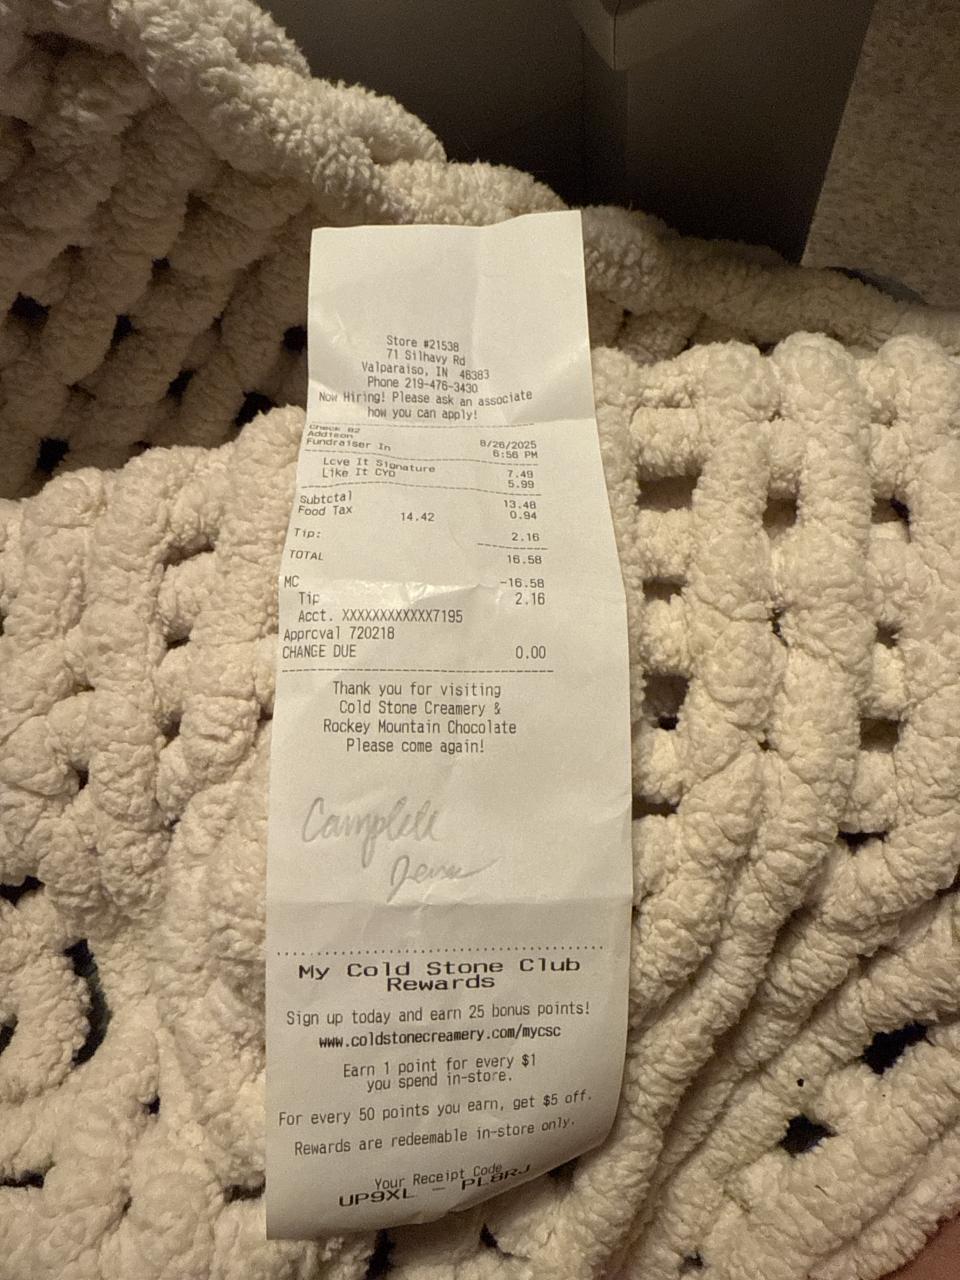 Store #21538
71 Silhavy Rd
Valparaiso, IN 46383
Phone 219-476-3430
Now Hiring! Please ask an associate
how you can apply!
Check 82
Addison
Fundraiser In 8/26/2025
6:56 PM
Love It Signature 7.49
Like It CYO 5.99
Subtotal 13.48
Food Tax 14.42 0.94
Tip: 2.16
TOTAL 16.58
MC -16.58
Tip 2.16
Acct. XXXXXXXXXXXX7195
Approval 720218
CHANGE DUE 0.00
Thank you for visiting
Cold Stone Creamery &
Rockey Mountain Chocolate
Please come again!
My Cold Stone Club
Rewards
Sign up today and earn 25 bonus points!
www.coldstonecreamery.com/mycsc
Earn 1 point for every $1
you spend in-store.
For every 50 points you earn, get $5 off.
Rewards are redeemable in-store only.
Your Receipt Code
UP9XL - PL8RJ